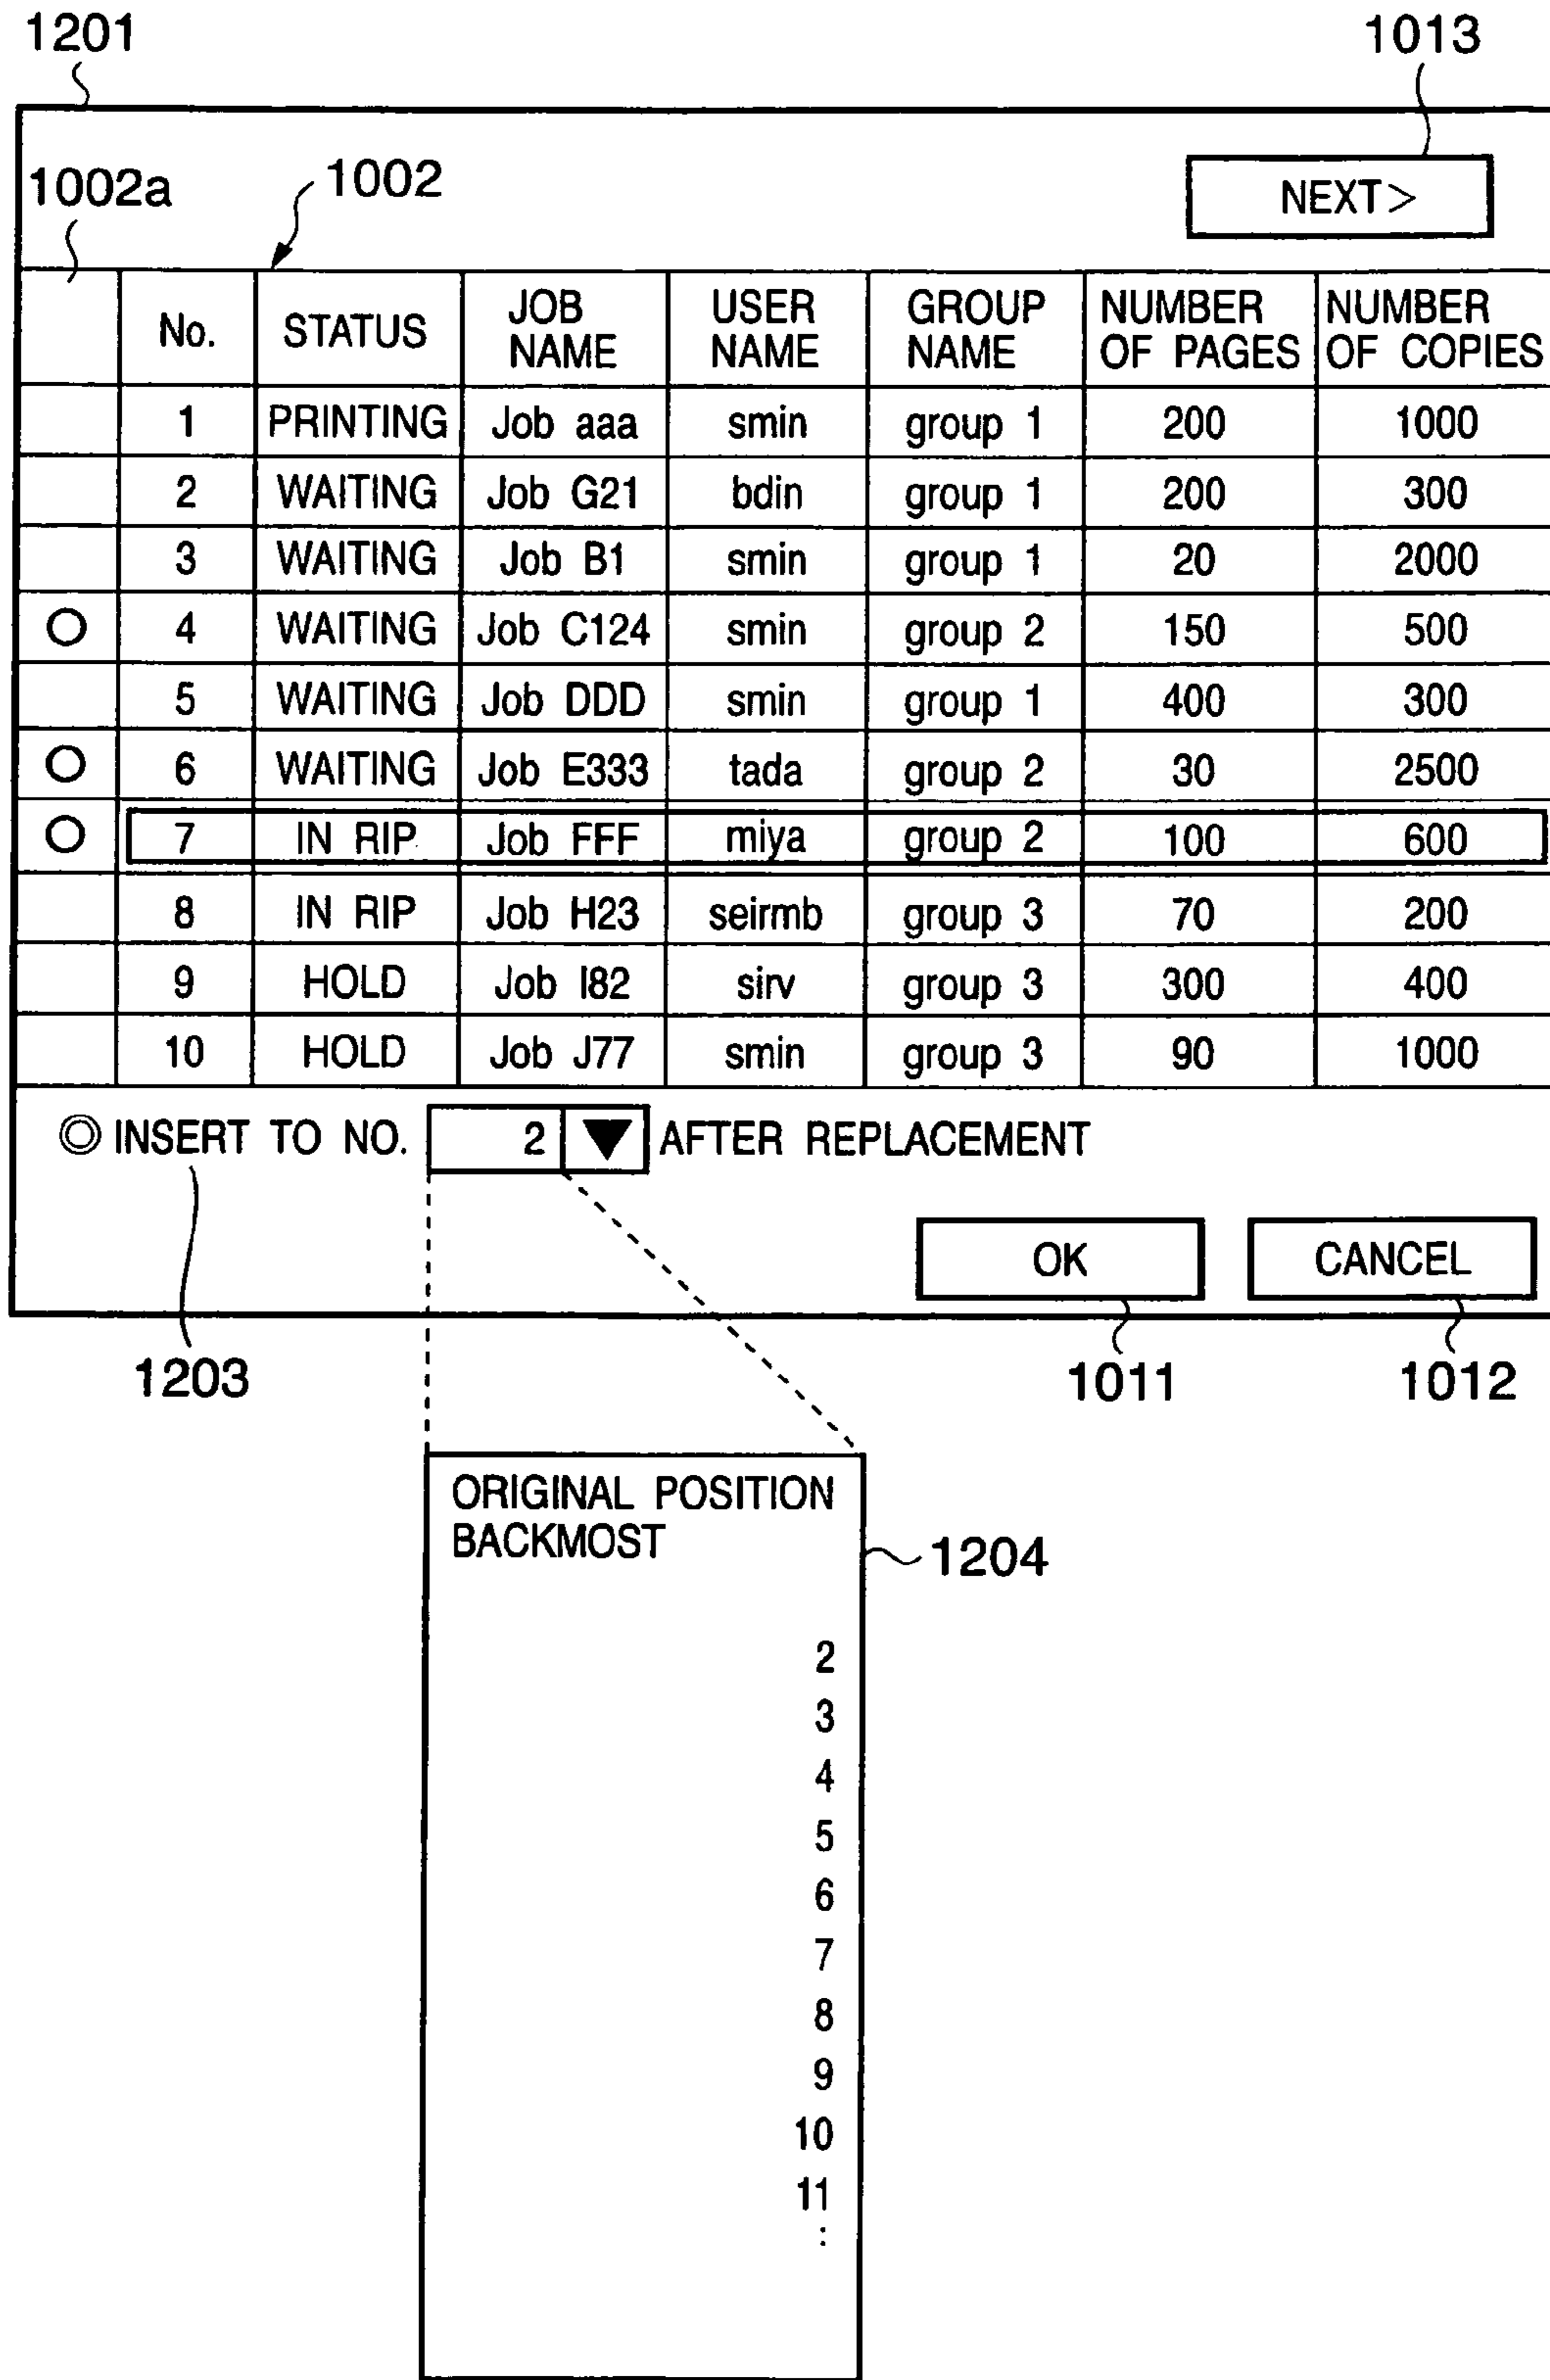 1201
1013
1002a
1002
NEXT>
No. STATUS JOB NAME USER NAME GROUP NAME NUMBER OF PAGES NUMBER OF COPIES
1 PRINTING Job aaa smin group 1 200 1000
2 WAITING Job G21 bdin group 1 200 300
3 WAITING Job B1 smin group 1 20 2000
4 WAITING Job C124 smin group 2 150 500
5 WAITING Job DDD smin group 1 400 300
6 WAITING Job E333 tada group 2 30 2500
7 IN RIP Job FFF miya group 2 100 600
8 IN RIP Job H23 seirmb group 3 70 200
9 HOLD Job I82 sirv group 3 300 400
10 HOLD Job J77 smin group 3 90 1000
INSERT TO NO. 2 ▼ AFTER REPLACEMENT
OK CANCEL
1203
1011
1012
ORIGINAL POSITION
BACKMOST
1204
2
3
4
5
6
7
8
9
10
11
: